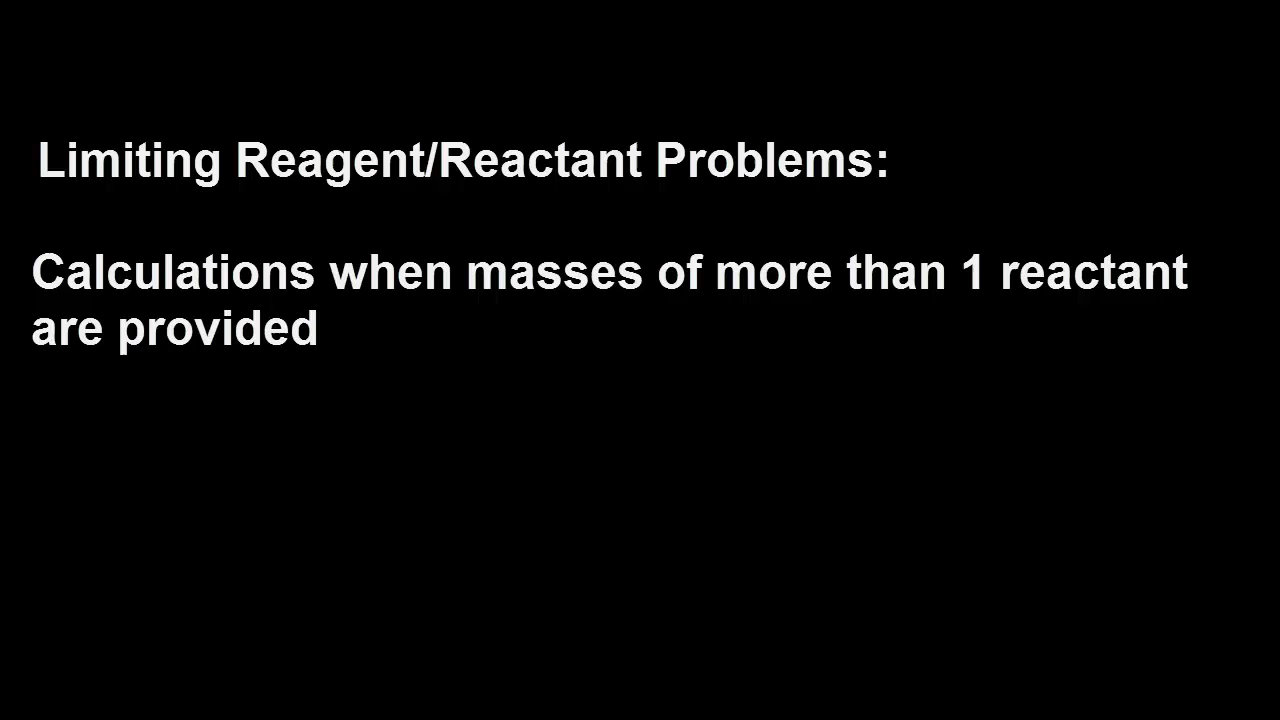 Limiting Reagent/Reactant Problems:
Calculations when masses of more than 1 reactant
are provided